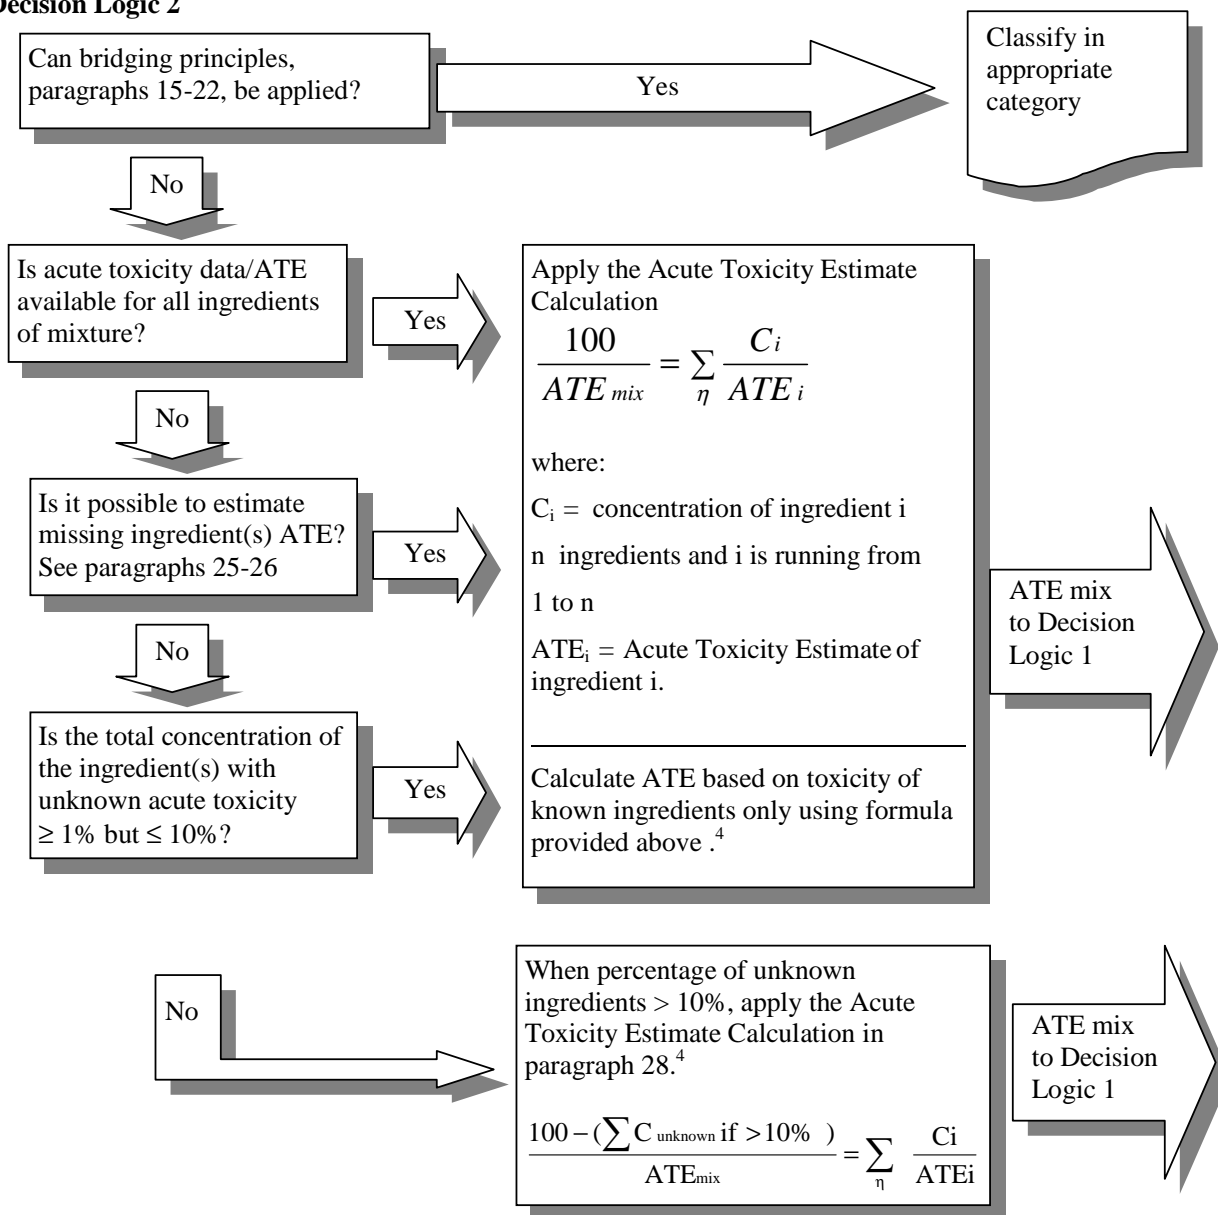 Decision Logic 2
Can bridging principles,
paragraphs 15-22, be applied?
Yes
Classify in
appropriate
category
No
Is acute toxicity data/ATE
available for all ingredients
of mixture?
Yes
Apply the Acute Toxicity Estimate
Calculation
100 / ATE mix = ∑ η C i / ATE i
where:
Ci = concentration of ingredient i
n ingredients and i is running from
1 to n
ATEi = Acute Toxicity Estimate of
ingredient i.
No
Is it possible to estimate
missing ingredient(s) ATE?
See paragraphs 25-26
Yes
ATE mix
to Decision
Logic 1
No
Is the total concentration of
the ingredient(s) with
unknown acute toxicity
≥ 1% but ≤ 10%?
Yes
Calculate ATE based on toxicity of
known ingredients only using formula
provided above .4
No
When percentage of unknown
ingredients > 10%, apply the Acute
Toxicity Estimate Calculation in
paragraph 28.4
100 − (∑ C unknown if > 10% ) / ATEmix = ∑ η Ci / ATEi
ATE mix
to Decision
Logic 1